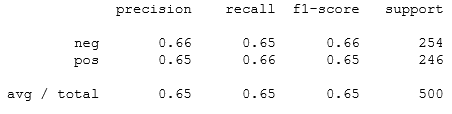 precision recall f1-score support
neg 0.66 0.65 0.66 254
pos 0.65 0.66 0.65 246
avg / total 0.65 0.65 0.65 500